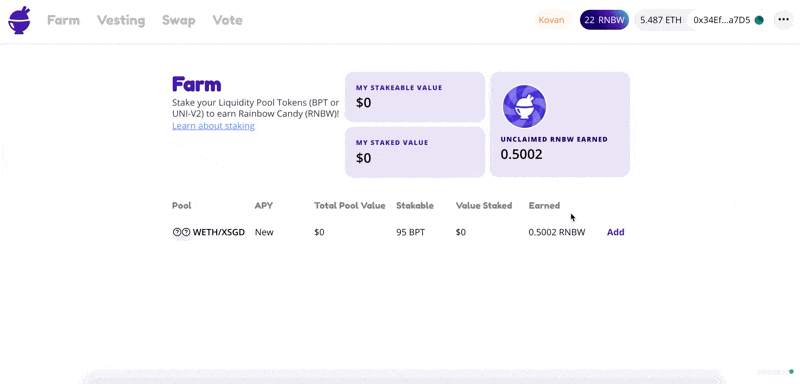 Farm Vesting Swap Vote Kovan 22 RNBW 5.487 ETH 0x34Ef...a7D5
Farm
Stake your Liquidity Pool Tokens (BPT or
UNI-V2) to earn Rainbow Candy (RNBW)!
Learn about staking
MY STAKEABLE VALUE
$0
MY STAKED VALUE
$0
UNCLAIMED RNBW EARNED
0.5002
Pool APY Total Pool Value Stakable Value Staked Earned
WETH/XSGD New $0 95 BPT $0 0.5002 RNBW Add